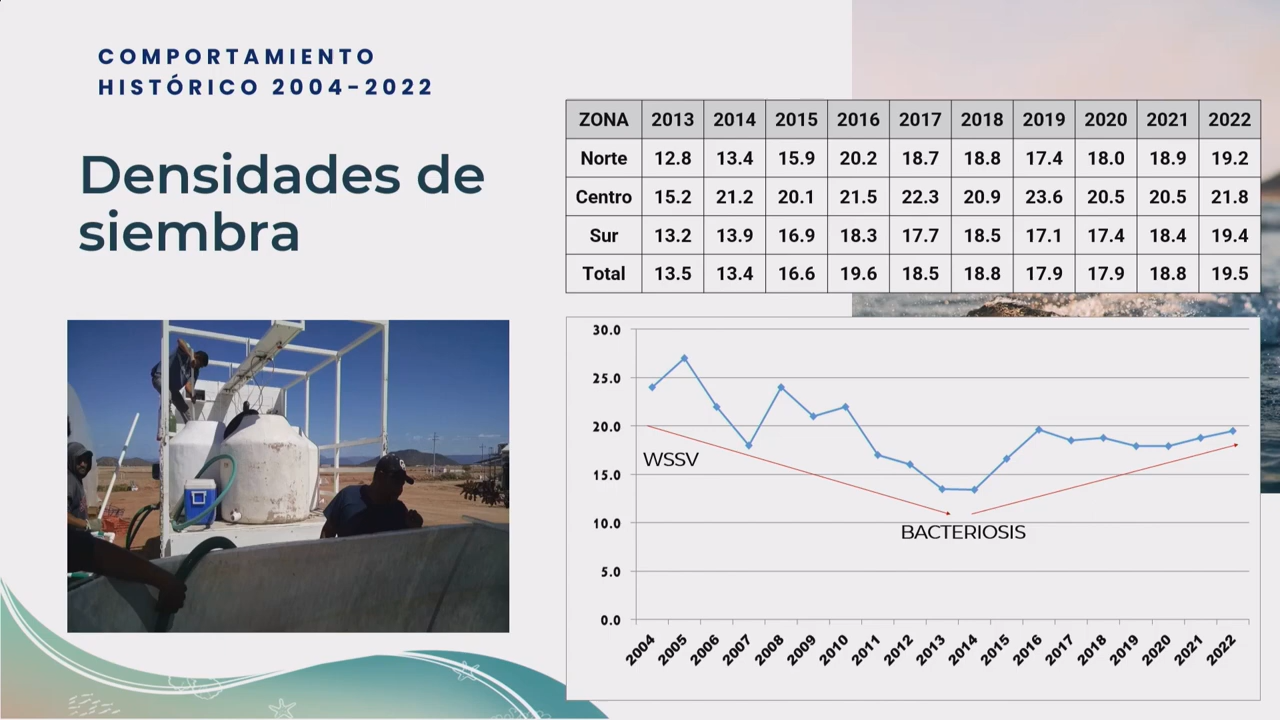 COMPORTAMIENTO
HISTÓRICO 2004-2022
Densidades de
siembra
ZONA 2013 2014 2015 2016 2017 2018 2019 2020 2021 2022
Norte 12.8 13.4 15.9 20.2 18.7 18.8 17.4 18.0 18.9 19.2
Centro 15.2 21.2 20.1 21.5 22.3 20.9 23.6 20.5 20.5 21.8
Sur 13.2 13.9 16.9 18.3 17.7 18.5 17.1 17.4 18.4 19.4
Total 13.5 13.4 16.6 19.6 18.5 18.8 17.9 17.9 18.8 19.5
30.0
25.0
20.0
WSSV
15.0
10.0
BACTERIOSIS
5.0
0.0
2004 2005 2006 2007 2008 2009 2010 2011 2012 2013 2014 2015 2016 2017 2018 2019 2020 2021 2022